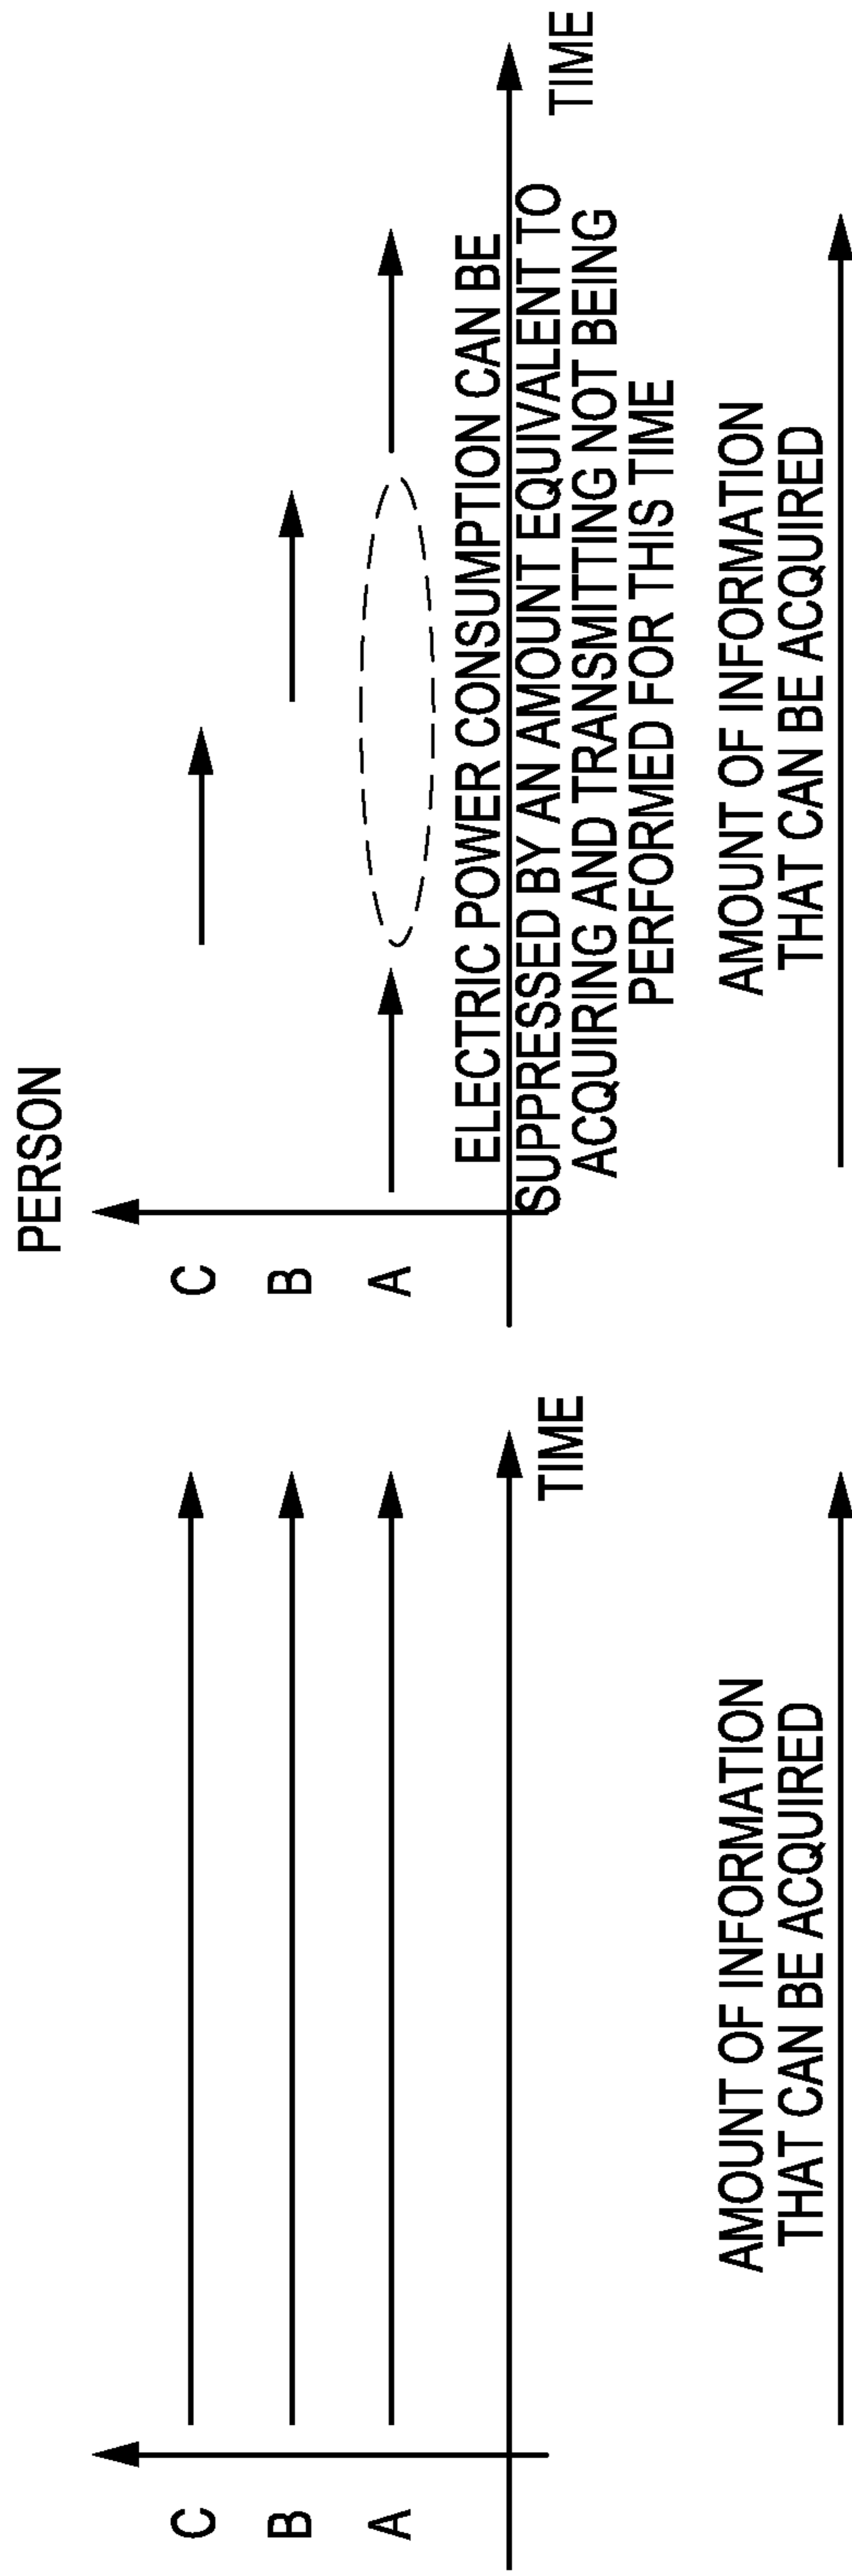 C
B
A
TIME
AMOUNT OF INFORMATION
THAT CAN BE ACQUIRED
PERSON
C
B
A
ELECTRIC POWER CONSUMPTION CAN BE
SUPPRESSED BY AN AMOUNT EQUIVALENT TO
ACQUIRING AND TRANSMITTING NOT BEING
PERFORMED FOR THIS TIME
TIME
AMOUNT OF INFORMATION
THAT CAN BE ACQUIRED